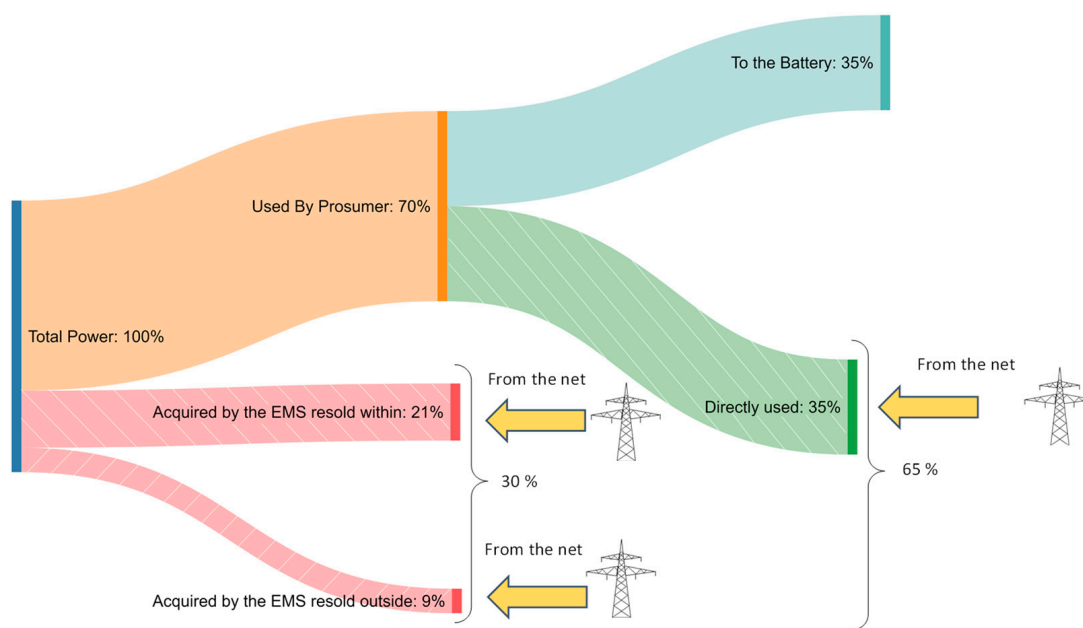 To the Battery: 35%
Used By Prosumer: 70%
Total Power: 100%
From the net
From the net
Acquired by the EMS resold within: 21%
Directly used: 35%
65 %
30 %
From the net
Acquired by the EMS resold outside: 9%